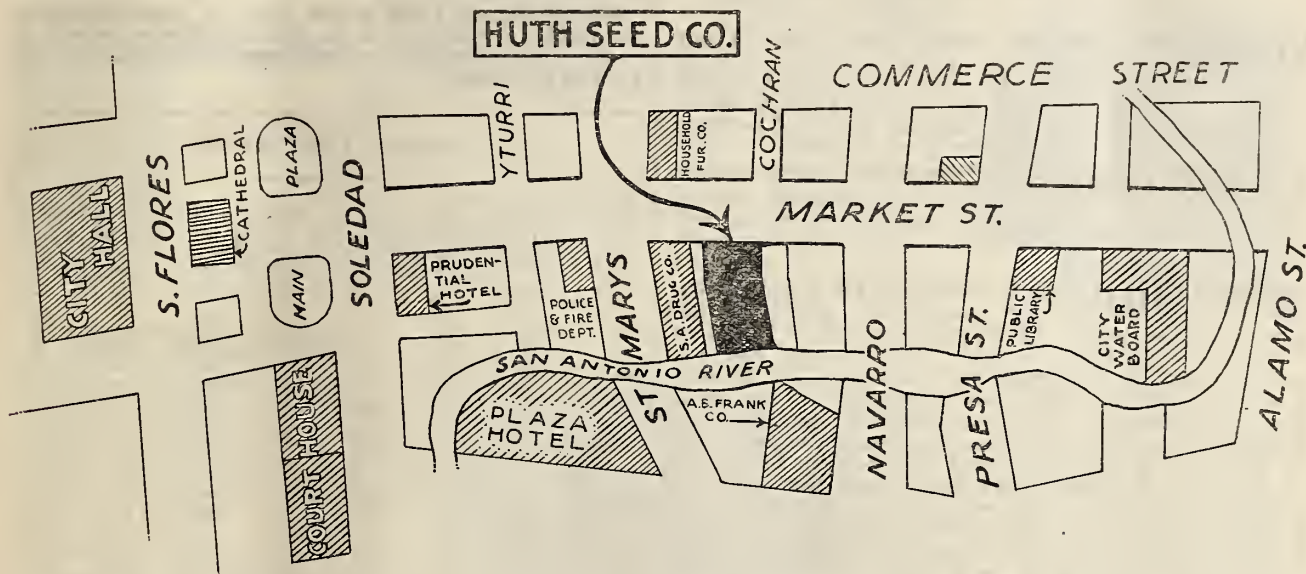 HUTH SEED CO.
COMMERCE STREET
COCHRAN
YTURRI
HOUSEHOLD
FUR. CO.
MARKET ST.
CITY
HALL
S. FLORES
CATHEDRAL
PLAZA
MAIN
SOLEDAD
PRUDEN-
TIAL
HOTEL
POLICE
& FIRE
DEPT.
ST MARYS
S.A. DRUG CO.
NAVARRO
PRESA ST.
PUBLIC
LIBRARY
CITY
WATER
BOARD
ALAMO ST.
SAN ANTONIO RIVER
PLAZA
HOTEL
A.B. FRANK
CO.
COURT HOUSE